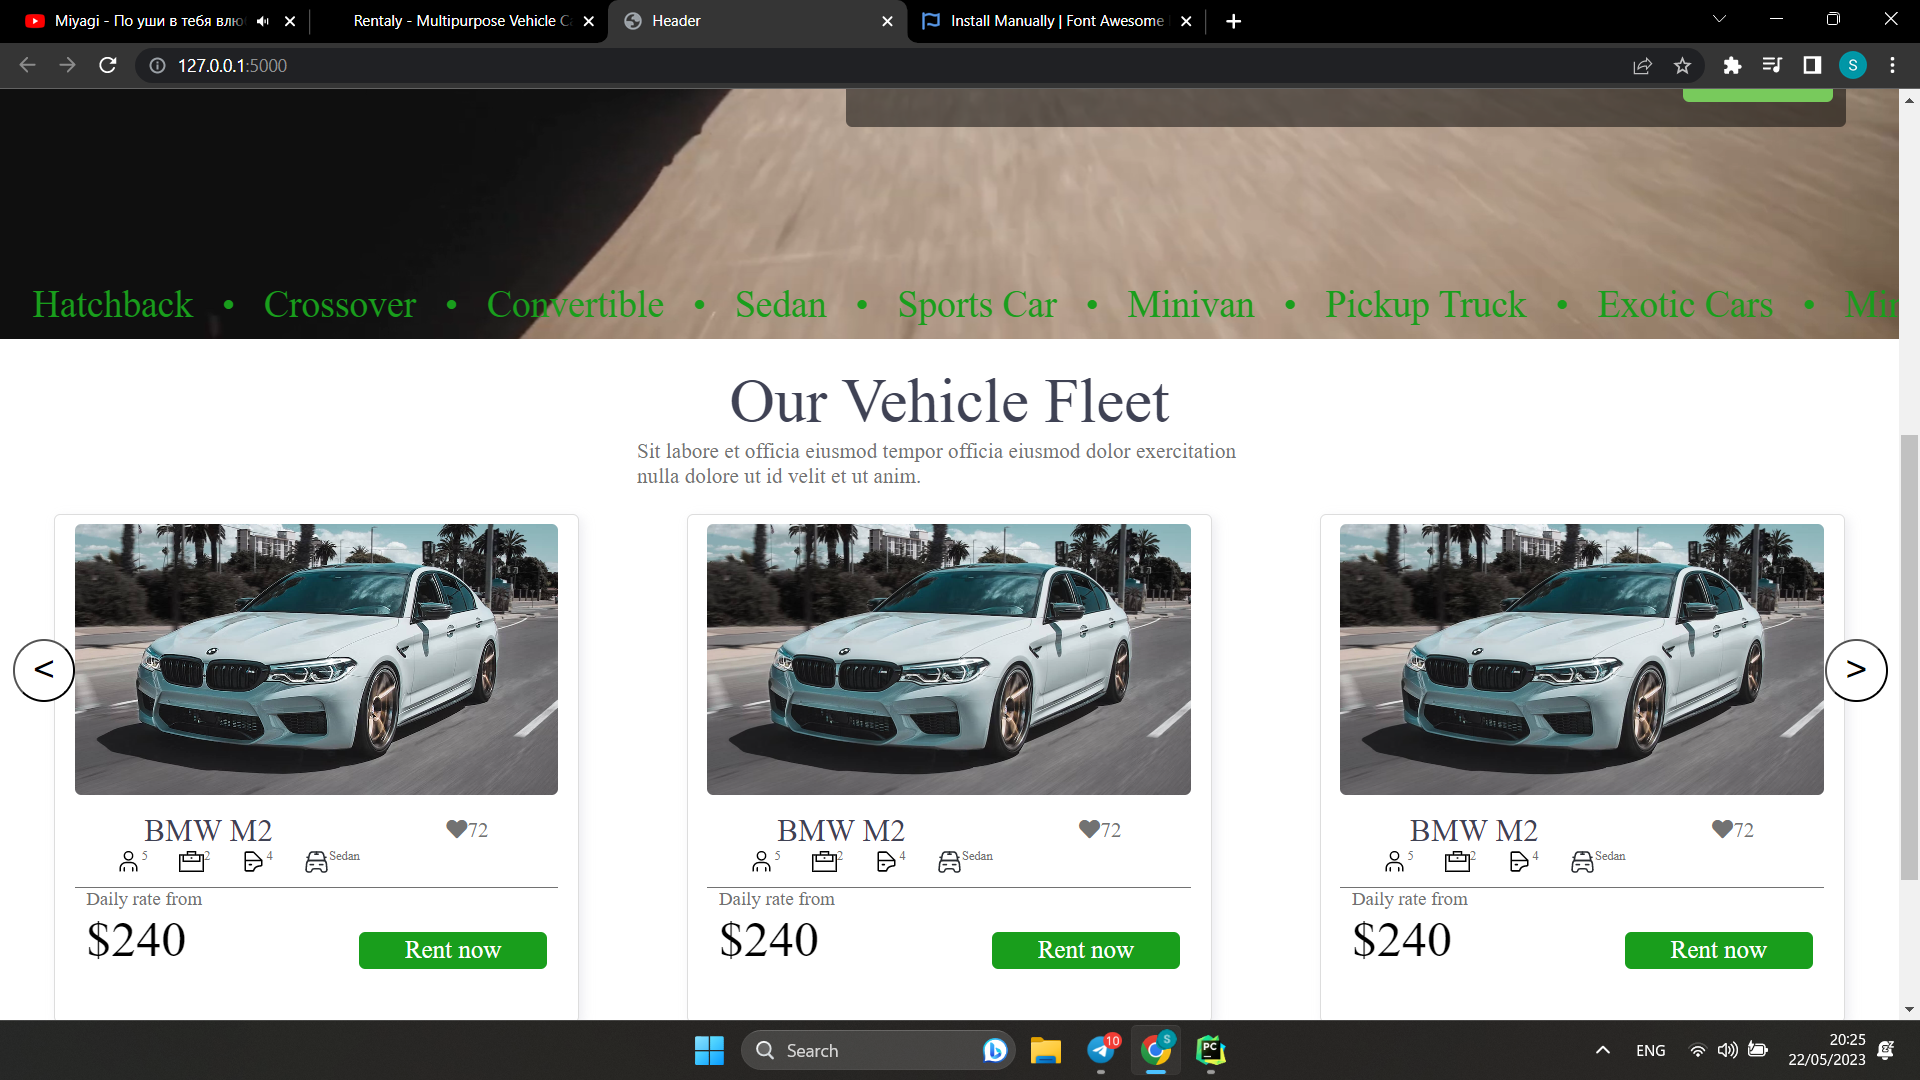 Miyagi - По уши в тебя влю
Rentaly - Multipurpose Vehicle C
Header
Install Manually | Font Awesome
127.0.0.1:5000
S
Hatchback • Crossover • Convertible • Sedan • Sports Car • Minivan • Pickup Truck • Exotic Cars • Min
Our Vehicle Fleet
Sit labore et officia eiusmod tempor officia eiusmod dolor exercitation
nulla dolore ut id velit et ut anim.
<
>
BMW M2 72
5 2 4 Sedan
Daily rate from
$240
Rent now
BMW M2 72
5 2 4 Sedan
Daily rate from
$240
Rent now
BMW M2 72
5 2 4 Sedan
Daily rate from
$240
Rent now
Search
10
S
PC
ENG
20:25
22/05/2023